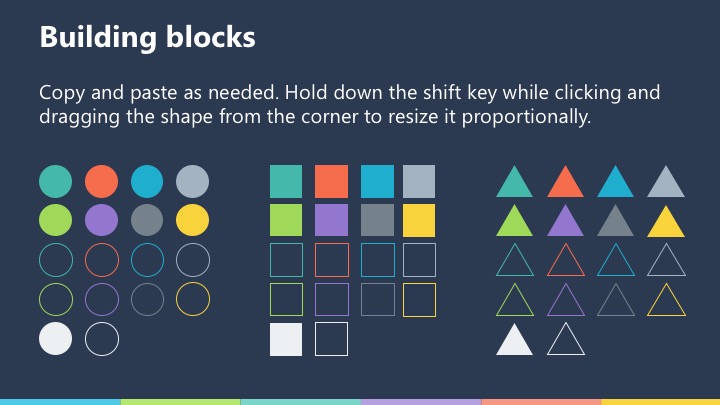 Building blocks
Copy and paste as needed. Hold down the shift key while clicking and
dragging the shape from the corner to resize it proportionally.